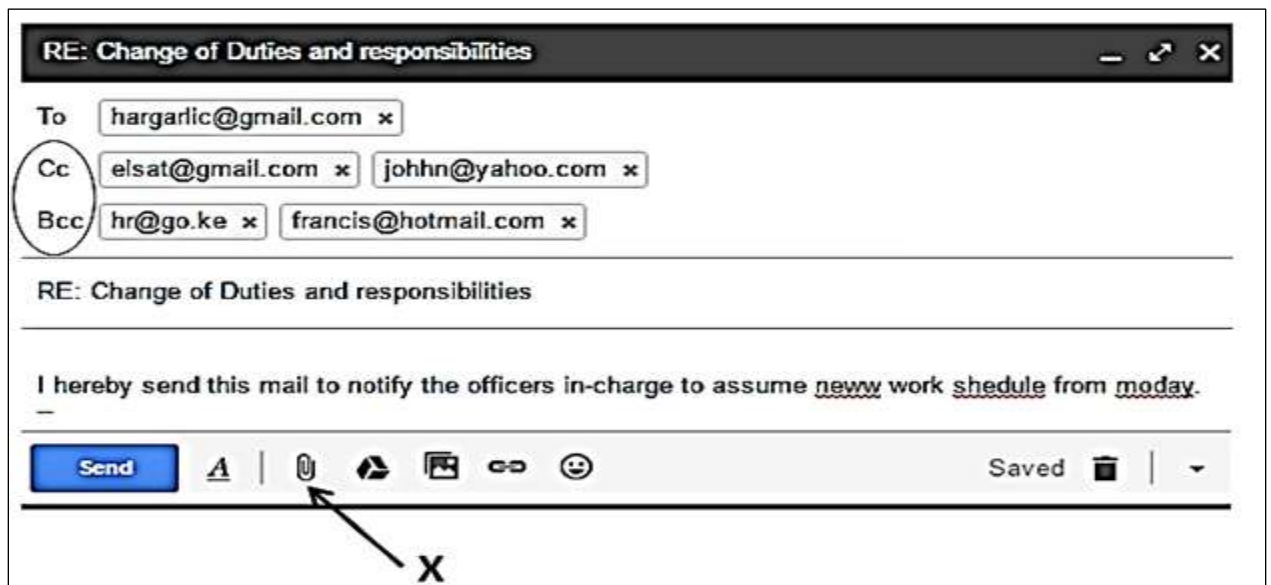 RE: Change of Duties and responsibilities
To hargarlic@gmail.com ×
Cc elsat@gmail.com × johhn@yahoo.com ×
Bcc hr@go.ke × francis@hotmail.com ×
RE: Change of Duties and responsibilities
I hereby send this mail to notify the officers in-charge to assume neww work shedule from moday.
Send A Saved
X